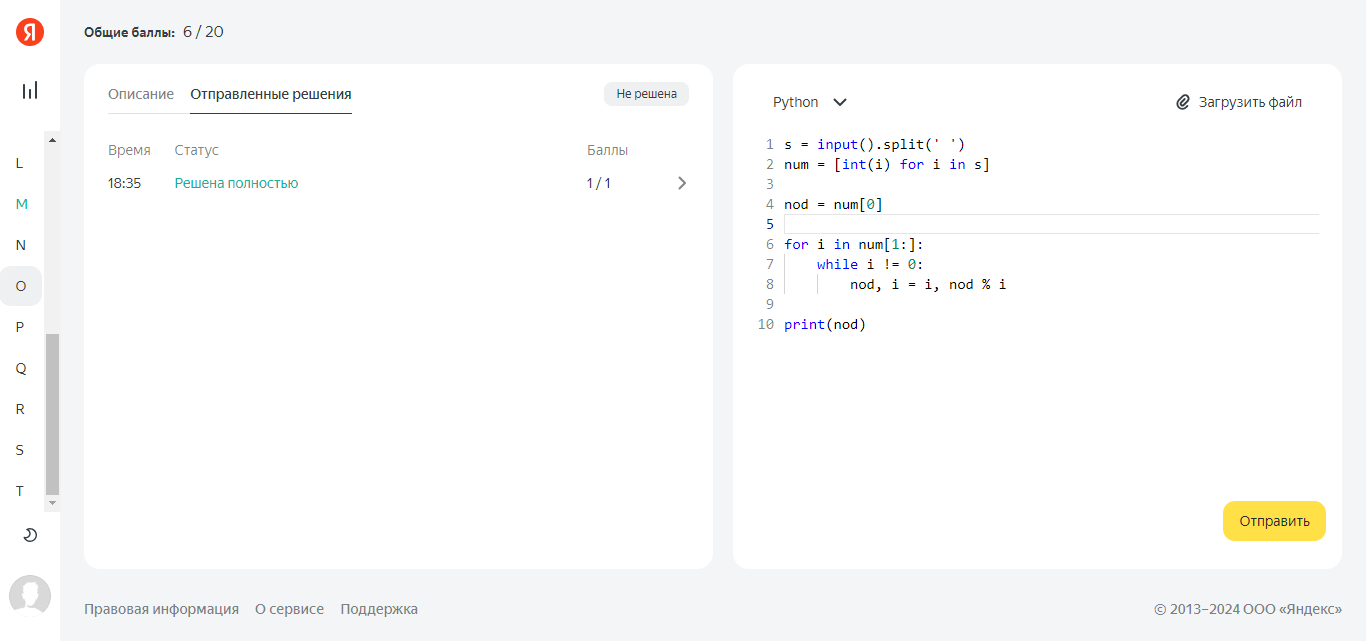 Я
Общие баллы: 6 / 20
L
M
N
O
P
Q
R
S
T
Описание Отправленные решения Не решена
Время Статус Баллы
18:35 Решена полностью 1 / 1
Python Загрузить файл
1 s = input().split(' ')
2 num = [int(i) for i in s]
3
4 nod = num[0]
5
6 for i in num[1:]:
7 while i != 0:
8 nod, i = i, nod % i
9
10 print(nod)
Отправить
Правовая информация О сервисе Поддержка © 2013–2024 ООО «Яндекс»